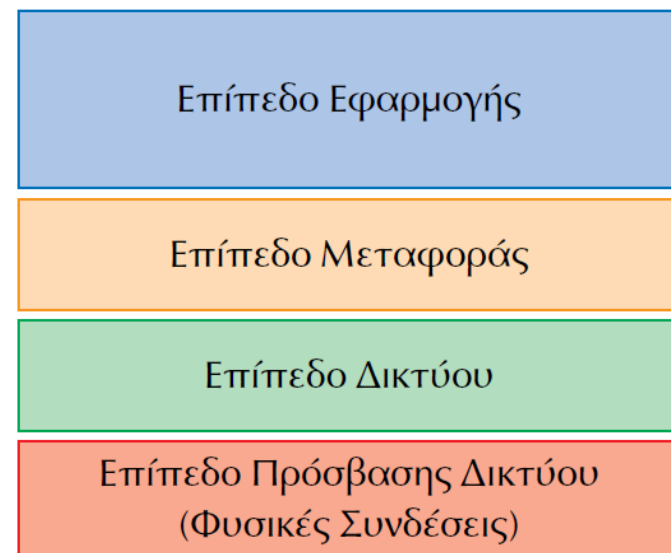 Επίπεδο Εφαρμογής
Επίπεδο Μεταφοράς
Επίπεδο Δικτύου
Επίπεδο Πρόσβασης Δικτύου
(Φυσικές Συνδέσεις)